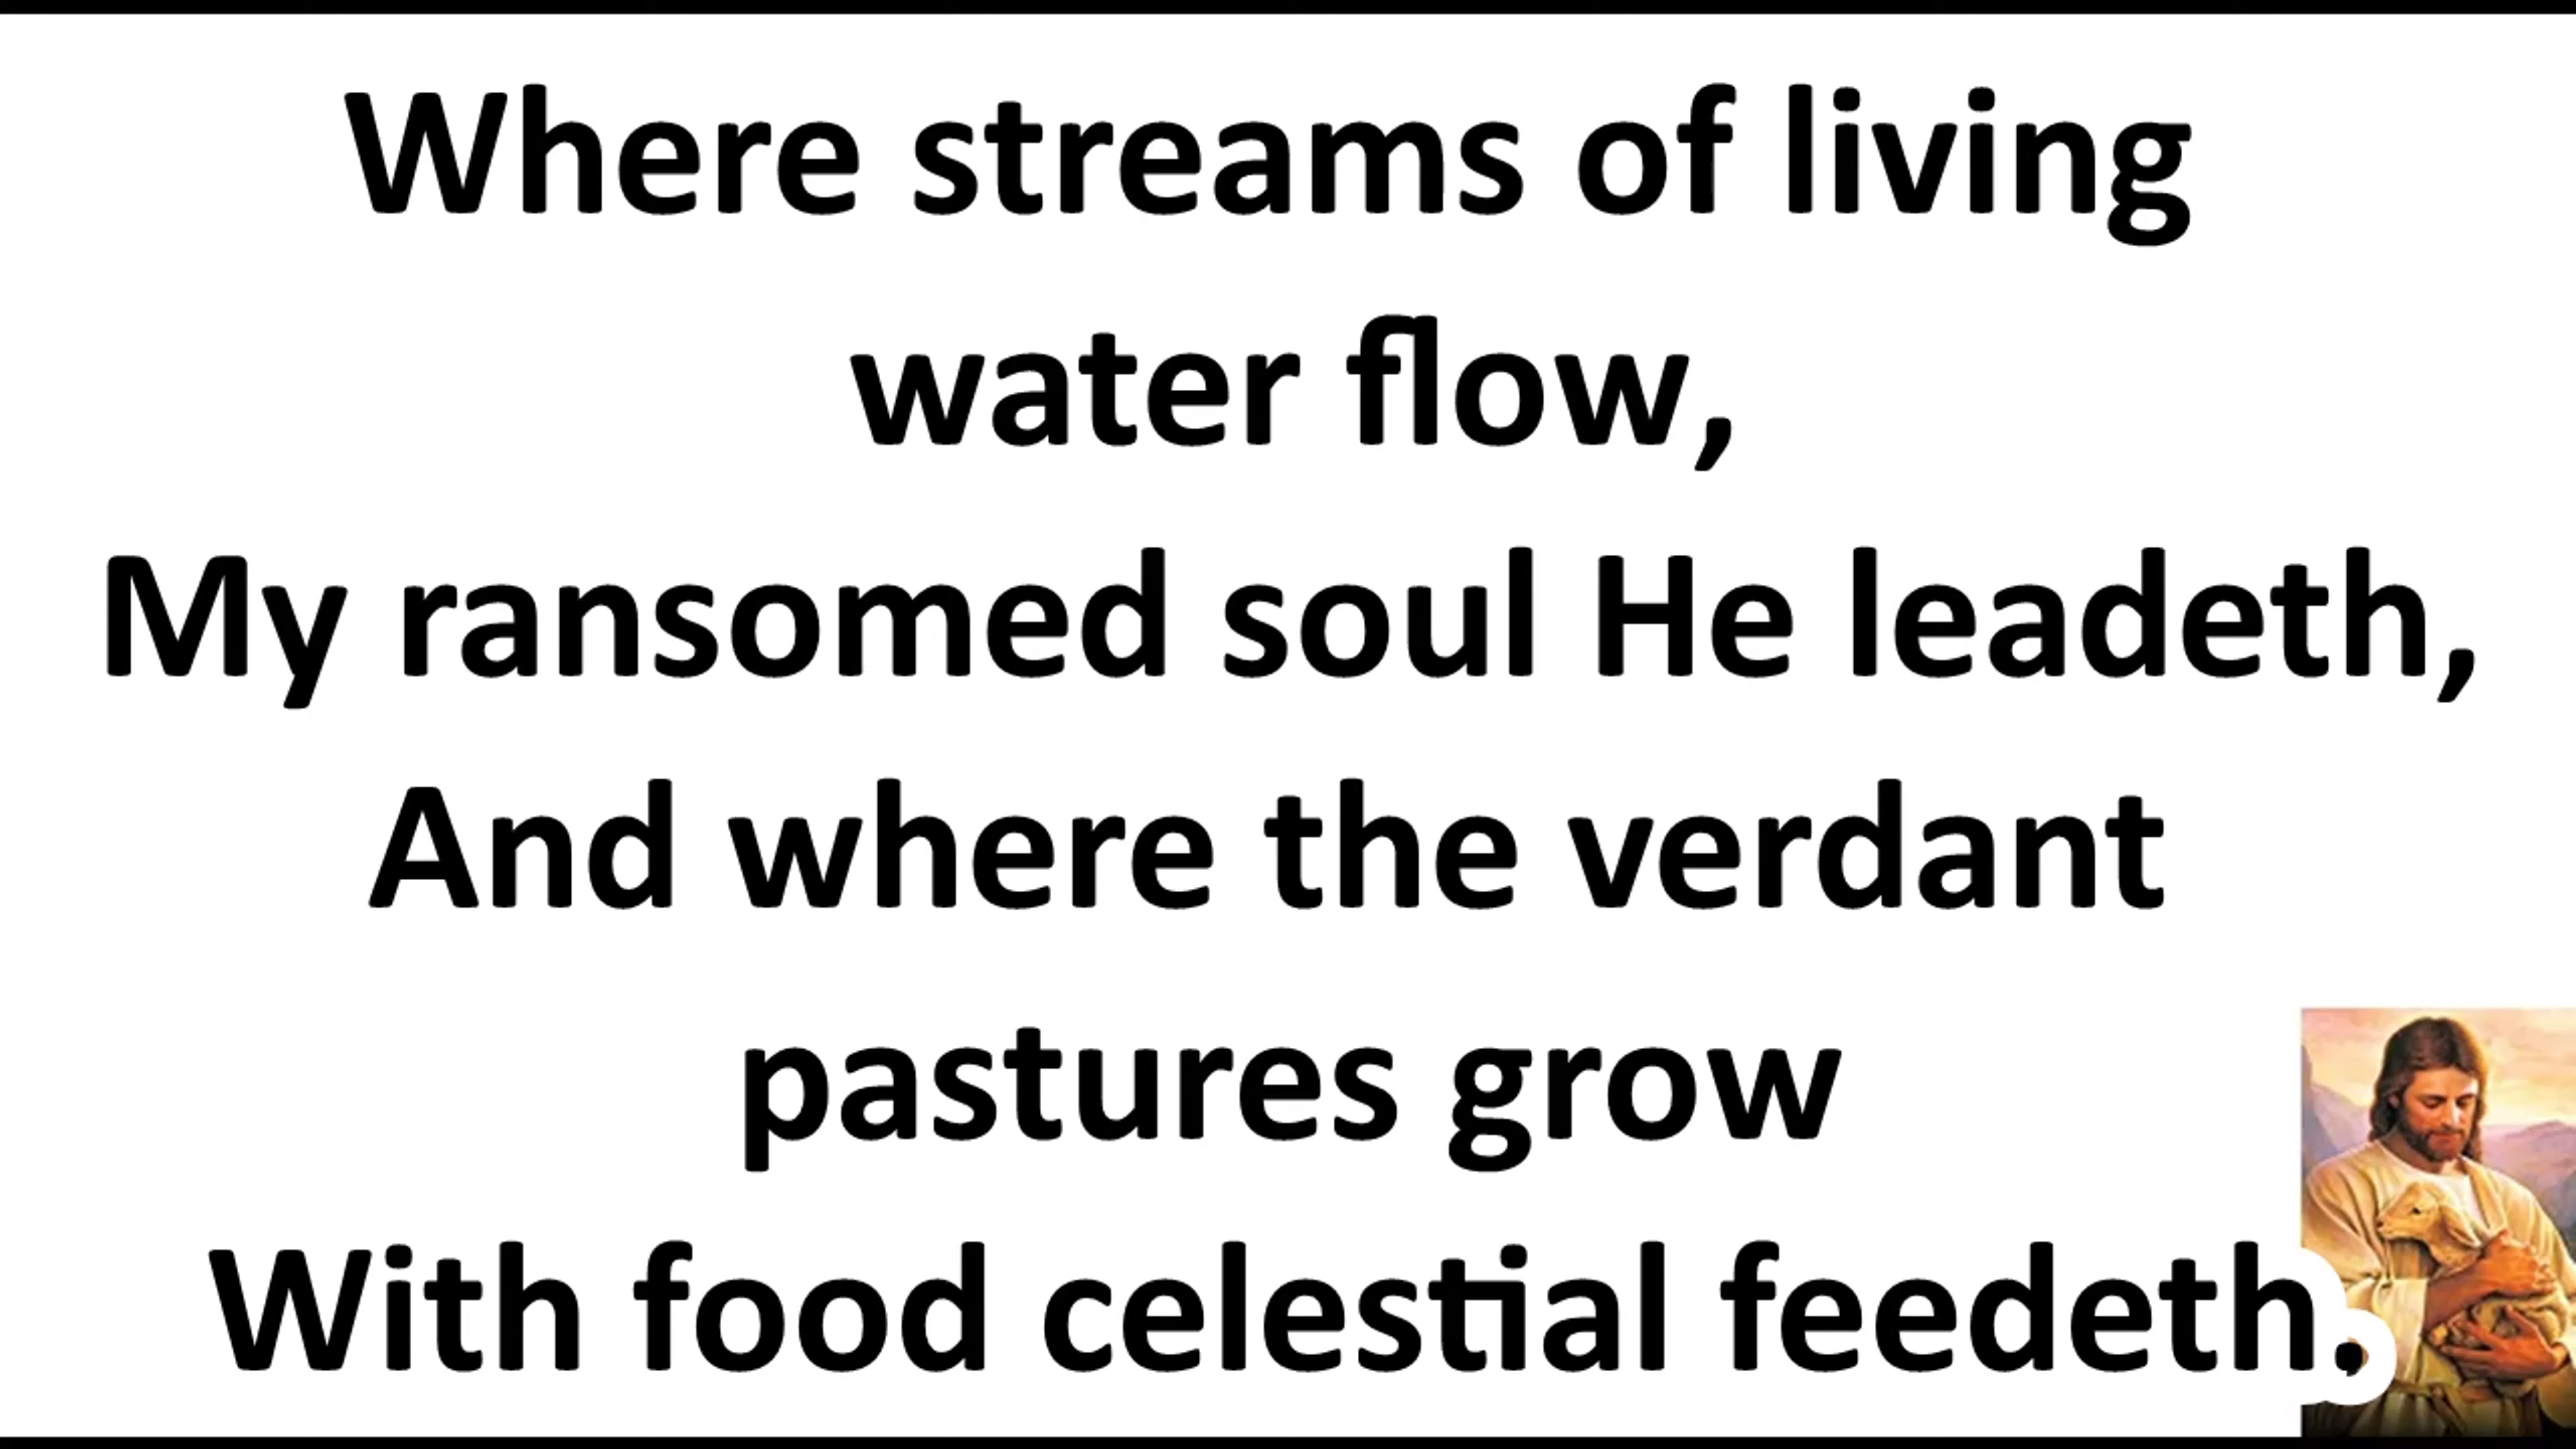 Where streams of living
water flow,
My ransomed soul He leadeth,
And where the verdant
pastures grow
With food celestial feedeth.